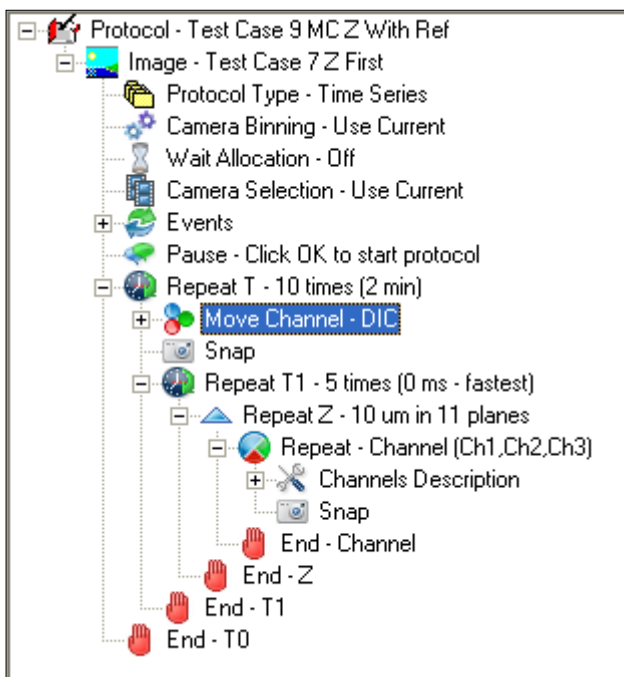 Protocol - Test Case 9 MC Z With Ref
Image - Test Case 7 Z First
Protocol Type - Time Series
Camera Binning - Use Current
Wait Allocation - Off
Camera Selection - Use Current
Events
Pause - Click OK to start protocol
Repeat T - 10 times (2 min)
Move Channel - DIC
Snap
Repeat T1 - 5 times (0 ms - fastest)
Repeat Z - 10 um in 11 planes
Repeat - Channel (Ch1,Ch2,Ch3)
Channels Description
Snap
End - Channel
End - Z
End - T1
End - T0